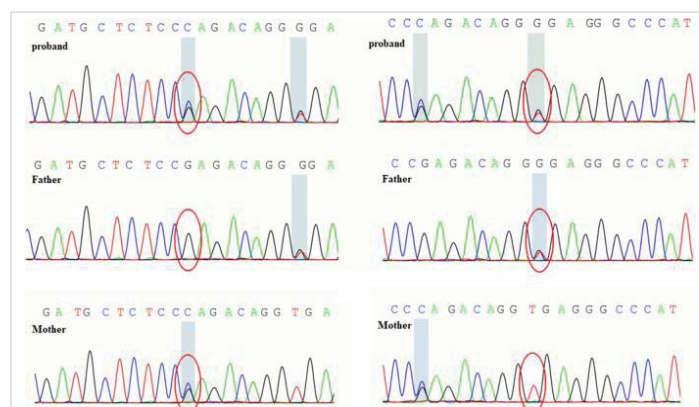 G A T G C T C T C C C A G A C A G G G G A
proband
G A T G C T C T C C G A G A C A G G G G A
Father
G A T G C T C T C C C A G A C A G G T G A
Mother
C C C A G A C A G G G G A G G G C C C A T
proband
C C G A G A C A G G G G A G G G C C C A T
Father
C C C A G A C A G G T G A G G G C C C A T
Mother